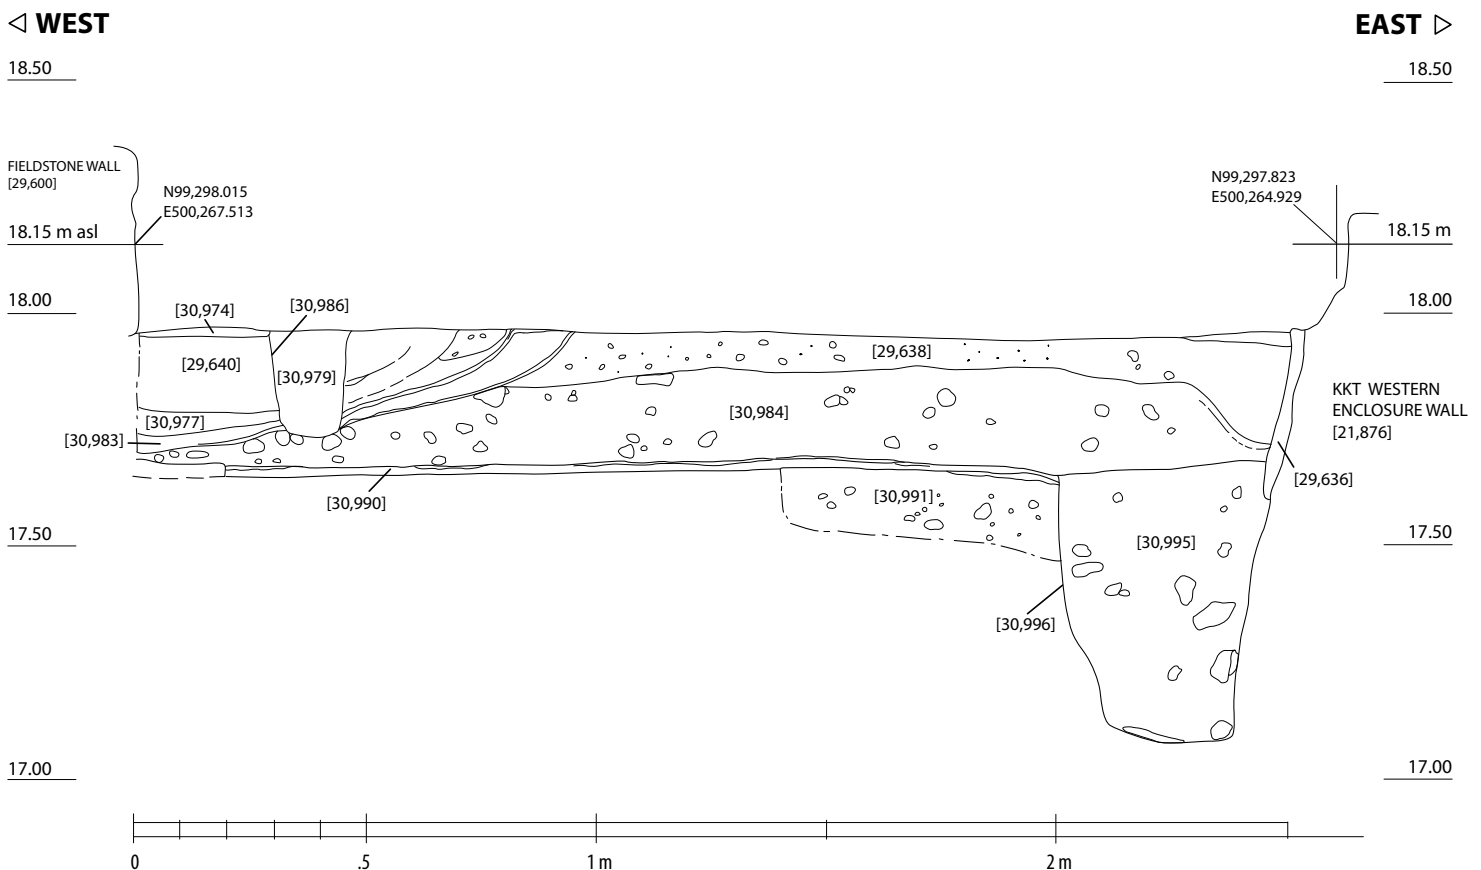 ◁ WEST
EAST ▷
18.50
18.50
FIELDSTONE WALL
[29,600]
N99,298.015
E500,267.513
N99,297.823
E500,264.929
18.15 m asl
18.15 m
18.00
18.00
[30,974]
[30,986]
[29,640]
[30,979]
[29,638]
[30,977]
[30,983]
[30,984]
KKT WESTERN
ENCLOSURE WALL
[21,876]
[29,636]
[30,990]
[30,991]
17.50
17.50
[30,995]
[30,996]
17.00
17.00
0
.5
1 m
2 m